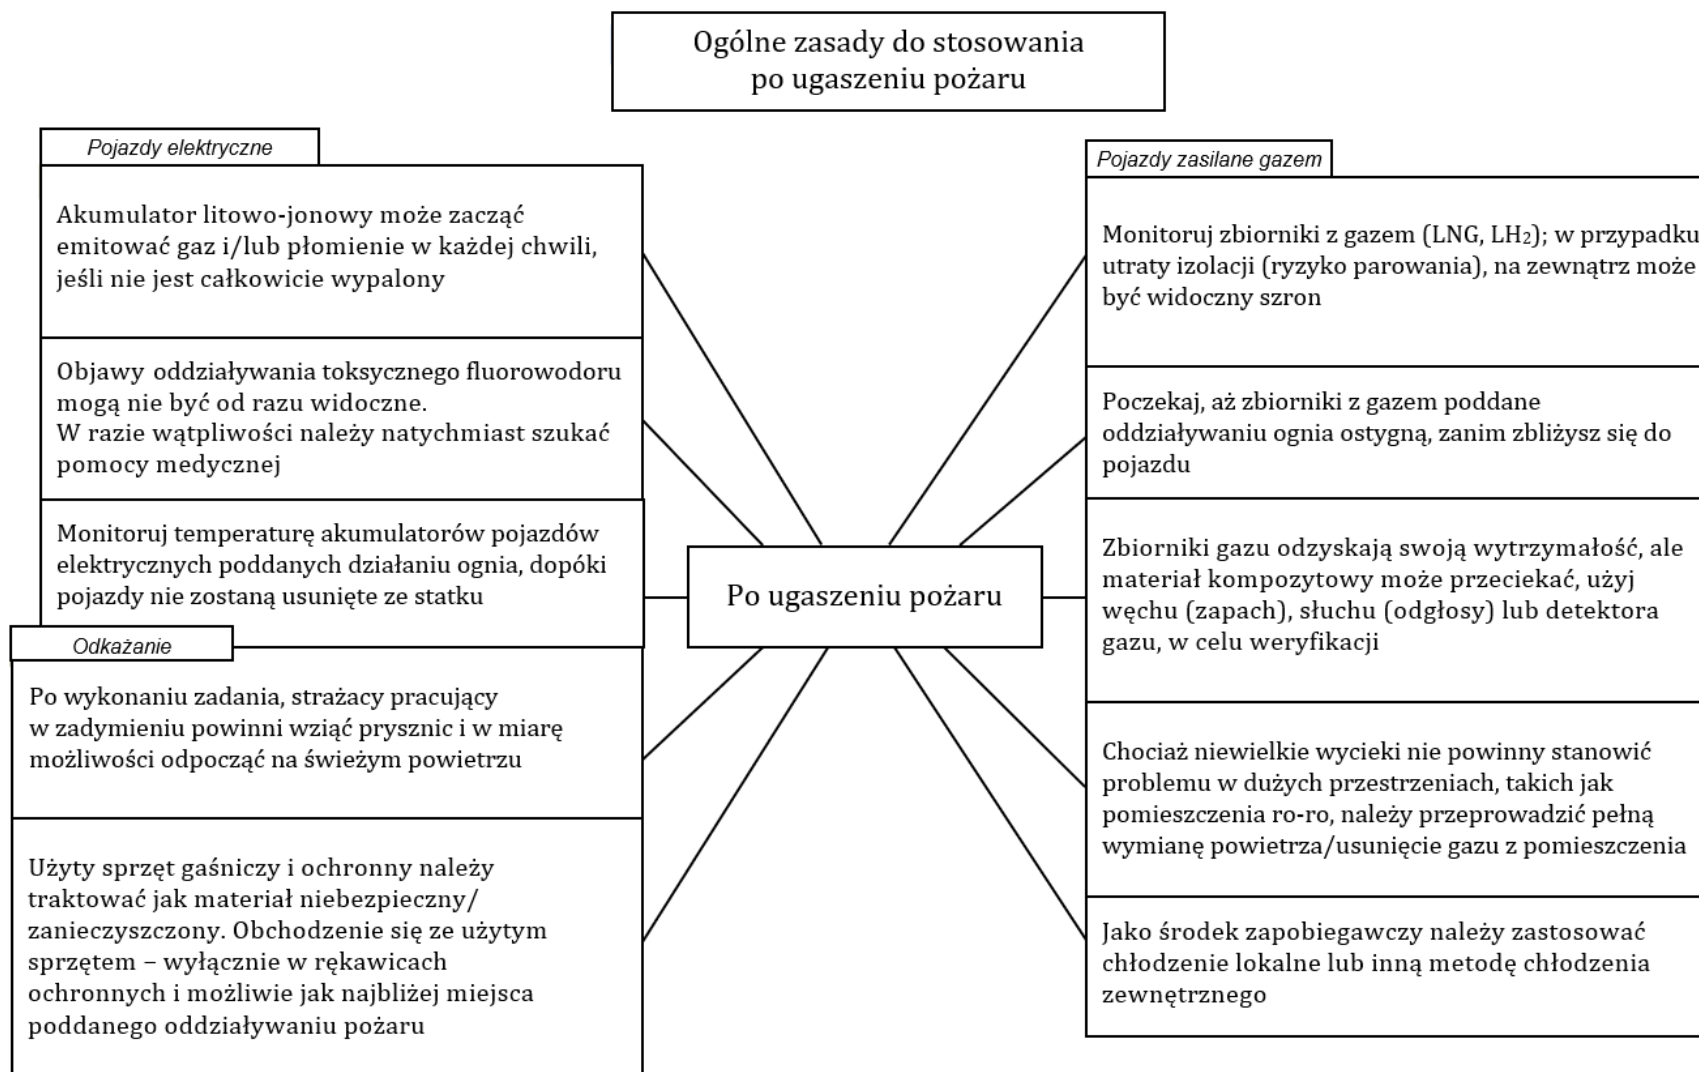 Ogólne zasady do stosowania
po ugaszeniu pożaru
Pojazdy elektryczne
Akumulator litowo-jonowy może zacząć
emitować gaz i/lub płomienie w każdej chwili,
jeśli nie jest całkowicie wypalony
Objawy oddziaływania toksycznego fluorowodoru
mogą nie być od razu widoczne.
W razie wątpliwości należy natychmiast szukać
pomocy medycznej
Monitoruj temperaturę akumulatorów pojazdów
elektrycznych poddanych działaniu ognia, dopóki
pojazdy nie zostaną usunięte ze statku
Odkażanie
Po wykonaniu zadania, strażacy pracujący
w zadymieniu powinni wziąć prysznic i w miarę
możliwości odpocząć na świeżym powietrzu
Użyty sprzęt gaśniczy i ochronny należy
traktować jak materiał niebezpieczny/
zanieczyszczony. Obchodzenie się ze użytym
sprzętem – wyłącznie w rękawicach
ochronnych i możliwie jak najbliżej miejsca
poddanego oddziaływaniu pożaru
Po ugaszeniu pożaru
Pojazdy zasilane gazem
Monitoruj zbiorniki z gazem (LNG, LH₂); w przypadku
utraty izolacji (ryzyko parowania), na zewnątrz może
być widoczny szron
Poczekaj, aż zbiorniki z gazem poddane
oddziaływaniu ognia ostygną, zanim zbliżysz się do
pojazdu
Zbiorniki gazu odzyskają swoją wytrzymałość, ale
materiał kompozytowy może przeciekać, użyj
węchu (zapach), słuchu (odgłosy) lub detektora
gazu, w celu weryfikacji
Chociaż niewielkie wycieki nie powinny stanowić
problemu w dużych przestrzeniach, takich jak
pomieszczenia ro-ro, należy przeprowadzić pełną
wymianę powietrza/usunięcie gazu z pomieszczenia
Jako środek zapobiegawczy należy zastosować
chłodzenie lokalne lub inną metodę chłodzenia
zewnętrznego